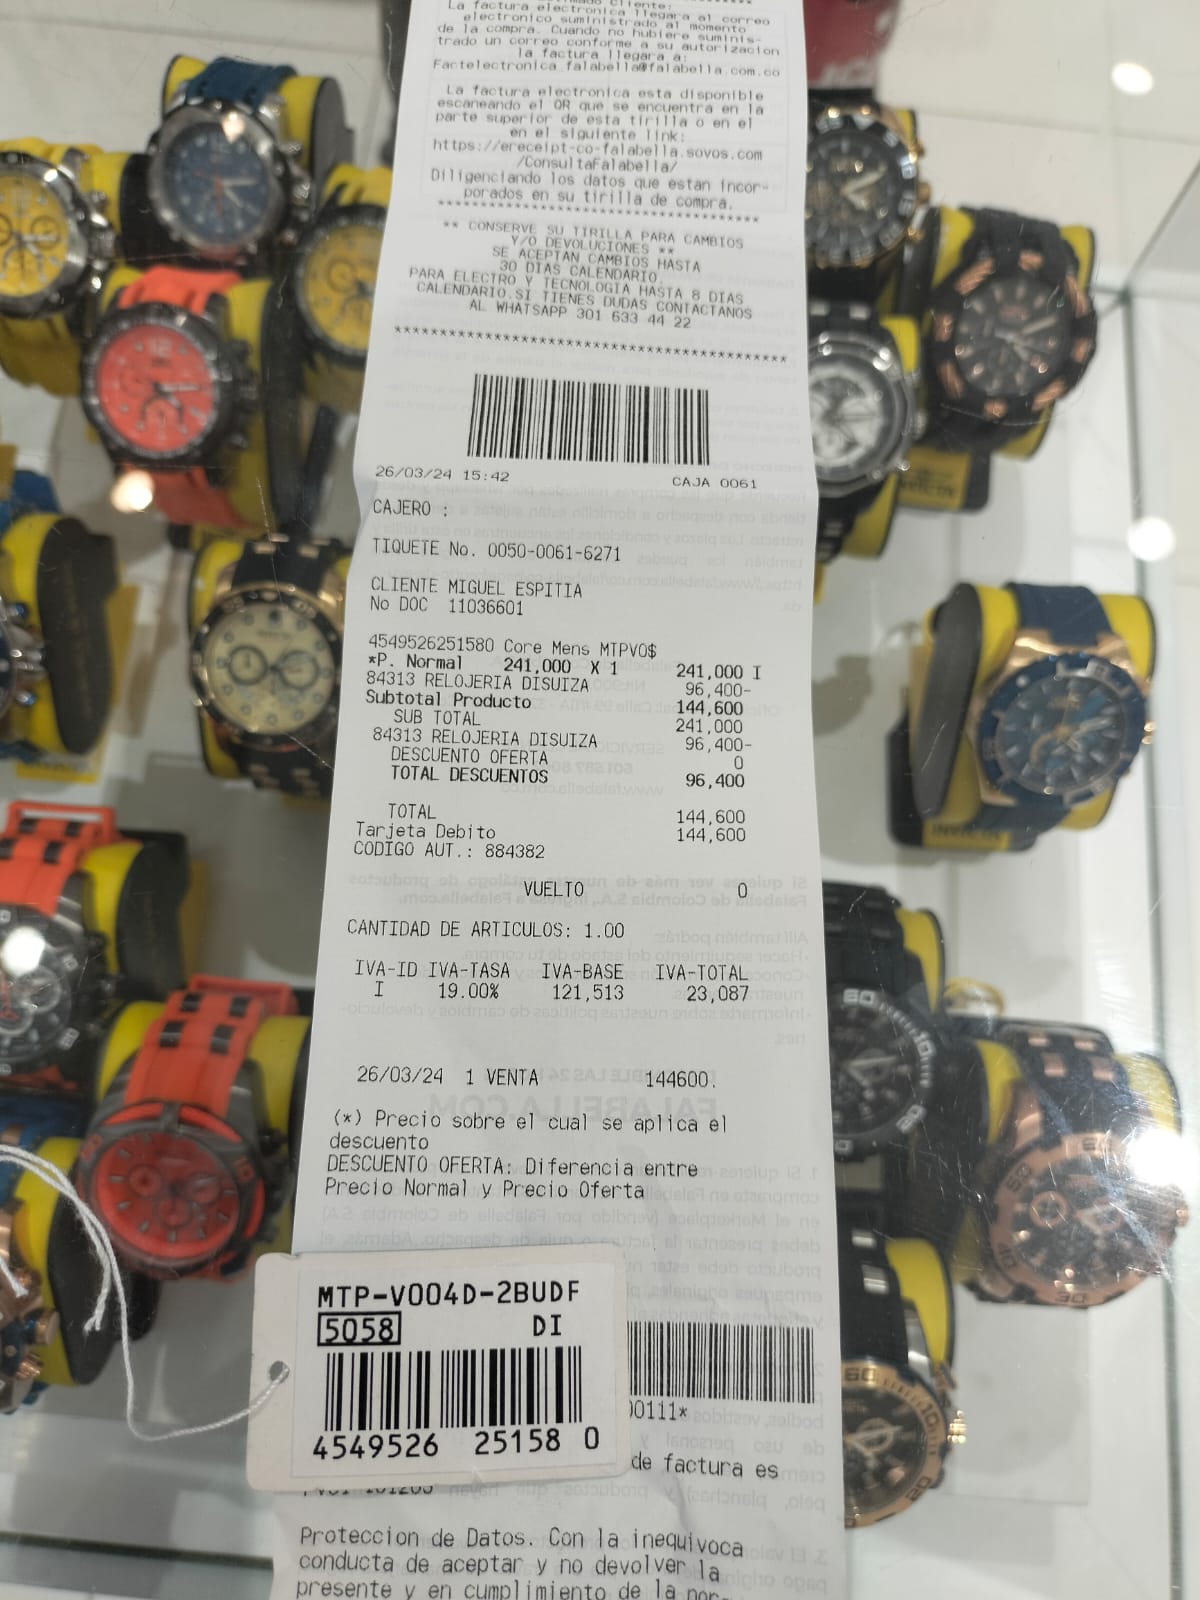 La factura electronica llegara al correo
electronico suministrado al momento
de la compra. Cuando no hubiere suminis-
trado un correo conforme a su autorizacion
la factura llegara a:
Factelectronica_falabella@falabella.com.co
La factura electronica esta disponible
escaneando el QR que se encuentra en la
parte superior de esta tirilla o en el
en el siguiente link:
https://ereceipt-co-falabella.sovos.com
/ConsultaFalabella/
Diligenciando los datos que estan incor-
porados en su tirilla de compra.
** CONSERVE SU TIRILLA PARA CAMBIOS
Y/O DEVOLUCIONES **
SE ACEPTAN CAMBIOS HASTA
30 DIAS CALENDARIO.
PARA ELECTRO Y TECNOLOGIA HASTA 8 DIAS
CALENDARIO.SI TIENES DUDAS CONTACTANOS
AL WHATSAPP 301 633 44 22
26/03/24 15:42 CAJA 0061
CAJERO :
TIQUETE No. 0050-0061-6271
CLIENTE MIGUEL ESPITIA
No DOC 11036601
4549526251580 Core Mens MTPV0$
*P. Normal 241,000 X 1 241,000 I
84313 RELOJERIA DISUIZA 96,400-
Subtotal Producto 144,600
SUB TOTAL 241,000
84313 RELOJERIA DISUIZA 96,400-
DESCUENTO OFERTA 0
TOTAL DESCUENTOS 96,400
TOTAL 144,600
Tarjeta Debito 144,600
CODIGO AUT.: 884382
VUELTO 0
CANTIDAD DE ARTICULOS: 1.00
IVA-ID IVA-TASA IVA-BASE IVA-TOTAL
I 19.00% 121,513 23,087
26/03/24 1 VENTA 144600.
(*) Precio sobre el cual se aplica el
descuento
DESCUENTO OFERTA: Diferencia entre
Precio Normal y Precio Oferta
MTP-V004D-2BUDF
5058 DI
4549526 25158 0
00111*
de factura es
Proteccion de Datos. Con la inequivoca
conducta de aceptar y no devolver la
presente y en cumplimiento de la nor-